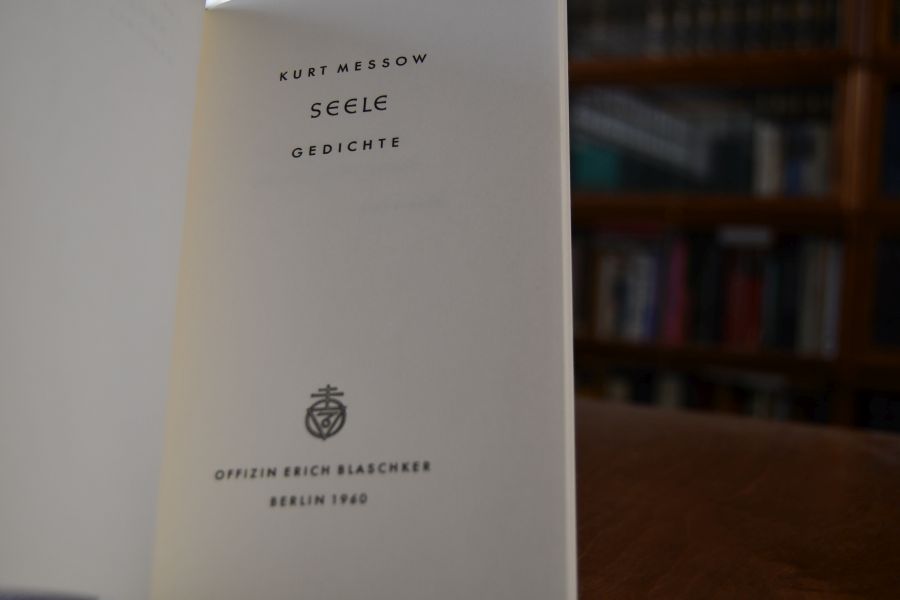 KURT MESSOW
SEELE
GEDICHTE
OFFIZIN ERICH BLASCHKER
BERLIN 1960